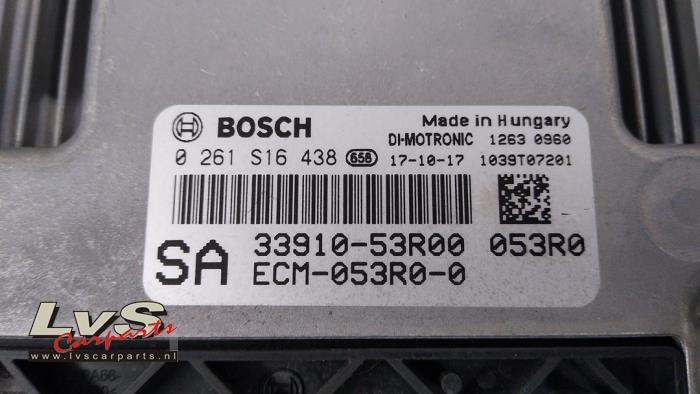 BOSCH
Made in Hungary
DI-MOTRONIC 1263 0960
0 261 S16 438 658 17-10-17 1039T07201
SA 33910-53R00 053R0
ECM-053R0-0
LvS
Carparts
www.lvscarparts.nl
PA66